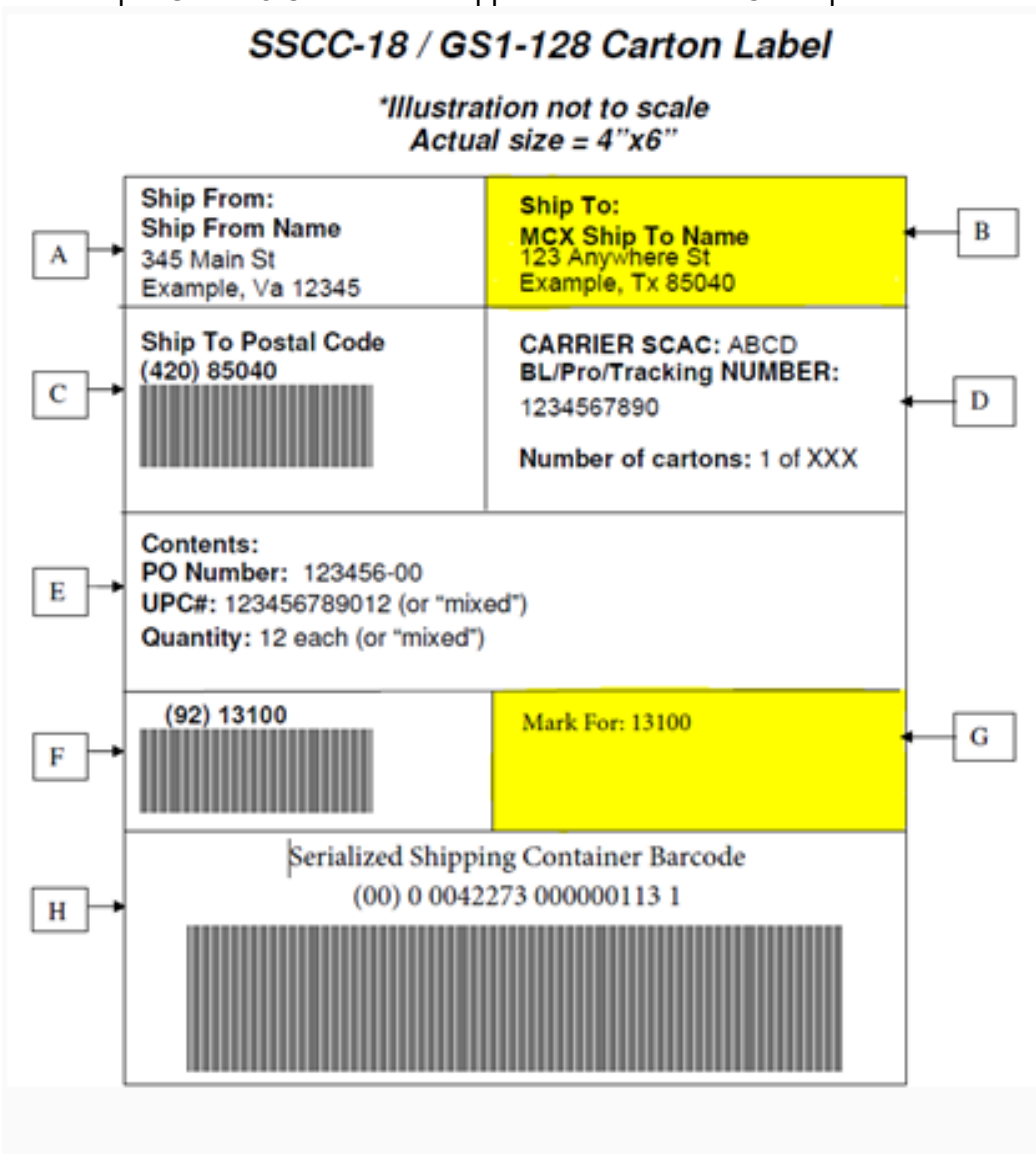 SSCC-18 / GS1-128 Carton Label
*Illustration not to scale
Actual size = 4”x6”
Ship From:
Ship From Name
345 Main St
Example, Va 12345
Ship To:
MCX Ship To Name
123 Anywhere St
Example, Tx 85040
A
B
Ship To Postal Code
(420) 85040
CARRIER SCAC: ABCD
BL/Pro/Tracking NUMBER:
1234567890
Number of cartons: 1 of XXX
C
D
Contents:
PO Number: 123456-00
UPC#: 123456789012 (or “mixed”)
Quantity: 12 each (or “mixed”)
E
(92) 13100
Mark For: 13100
F
G
Serialized Shipping Container Barcode
(00) 0 0042273 000000113 1
H